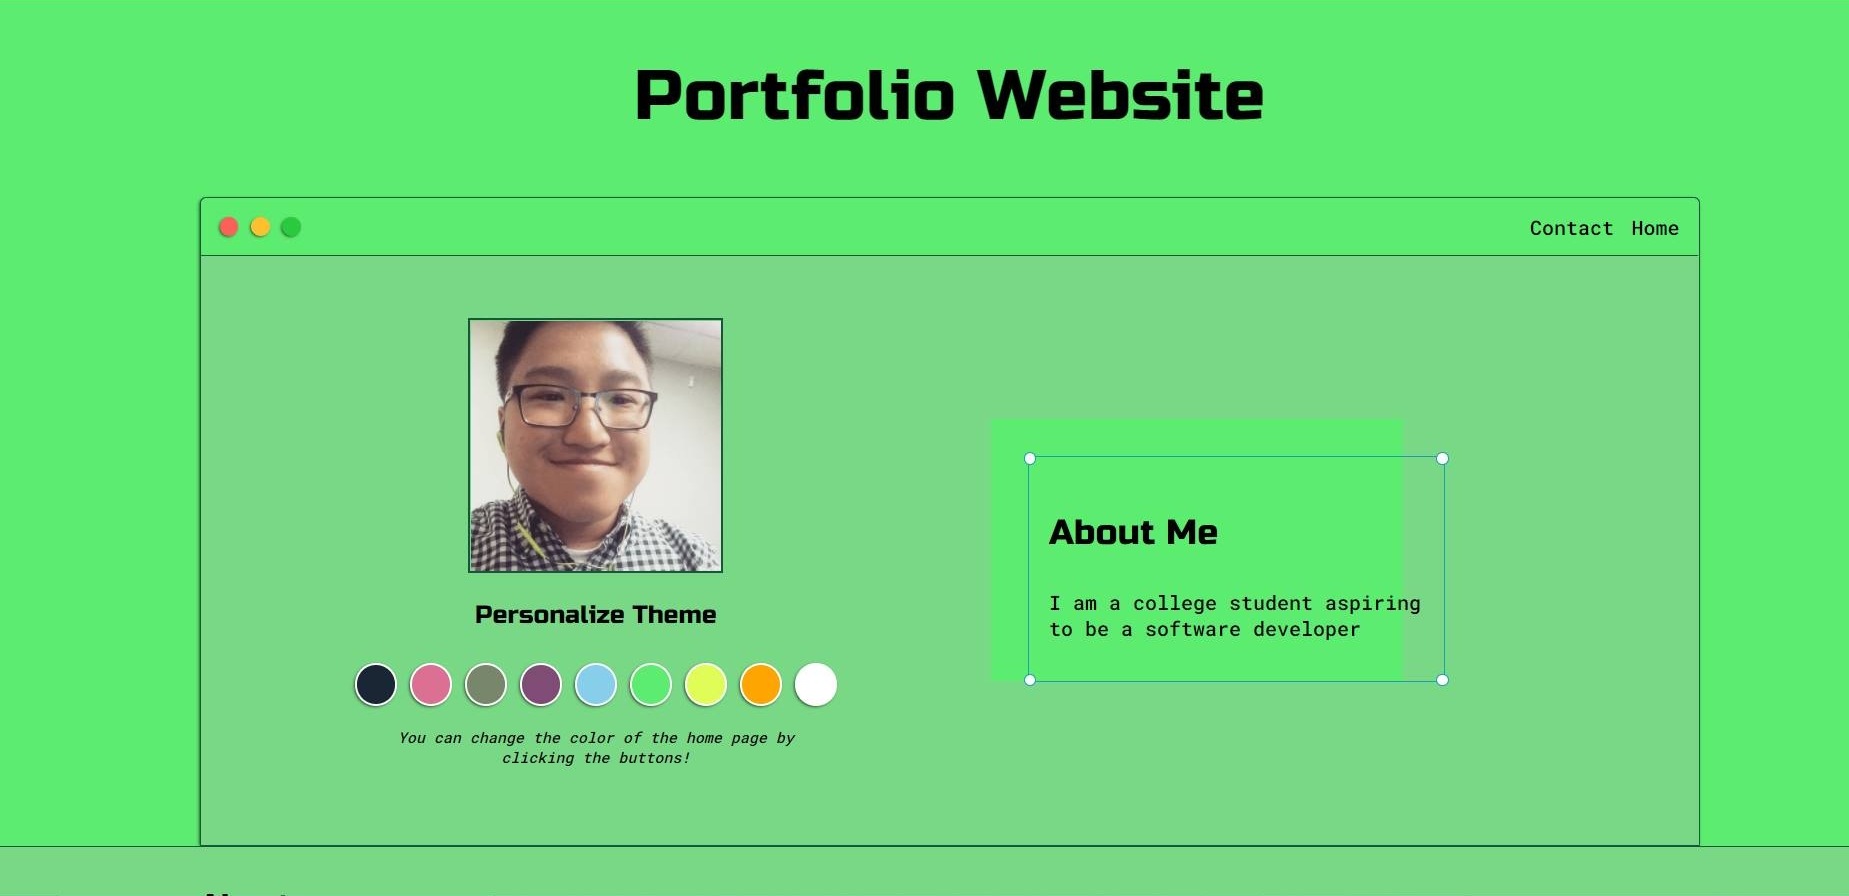 Portfolio Website
Contact Home
Personalize Theme
You can change the color of the home page by
clicking the buttons!
About Me
I am a college student aspiring
to be a software developer